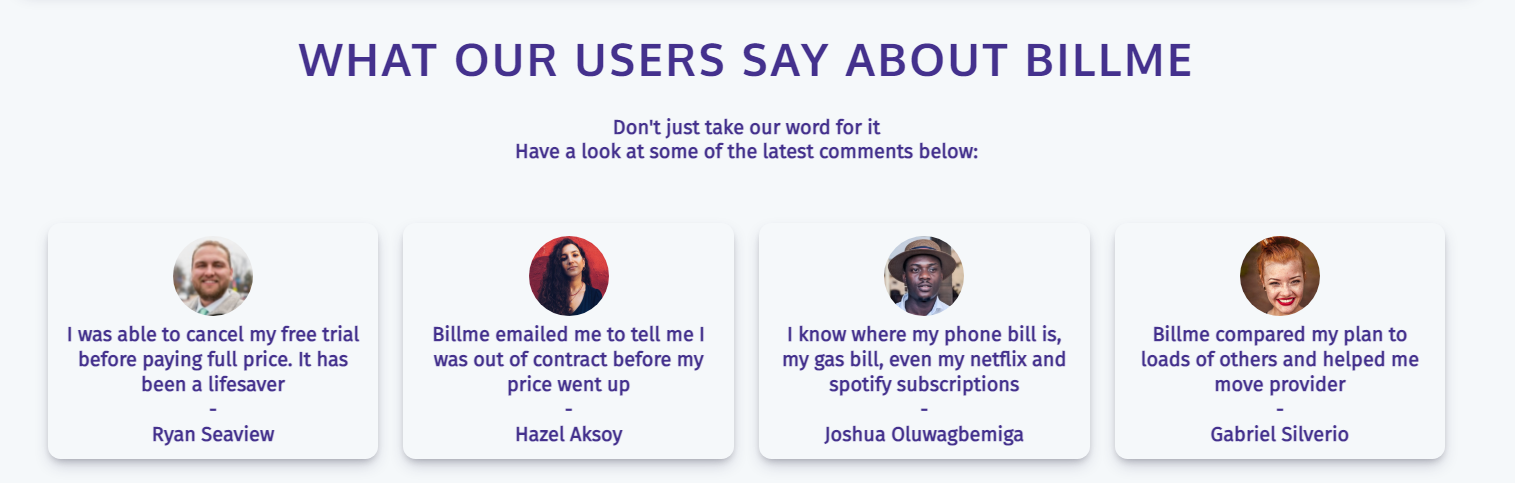 WHAT OUR USERS SAY ABOUT BILLME
Don't just take our word for it
Have a look at some of the latest comments below:
I was able to cancel my free trial
before paying full price. It has
been a lifesaver
-
Ryan Seaview
Billme emailed me to tell me I
was out of contract before my
price went up
-
Hazel Aksoy
I know where my phone bill is,
my gas bill, even my netflix and
spotify subscriptions
-
Joshua Oluwagbemiga
Billme compared my plan to
loads of others and helped me
move provider
-
Gabriel Silverio